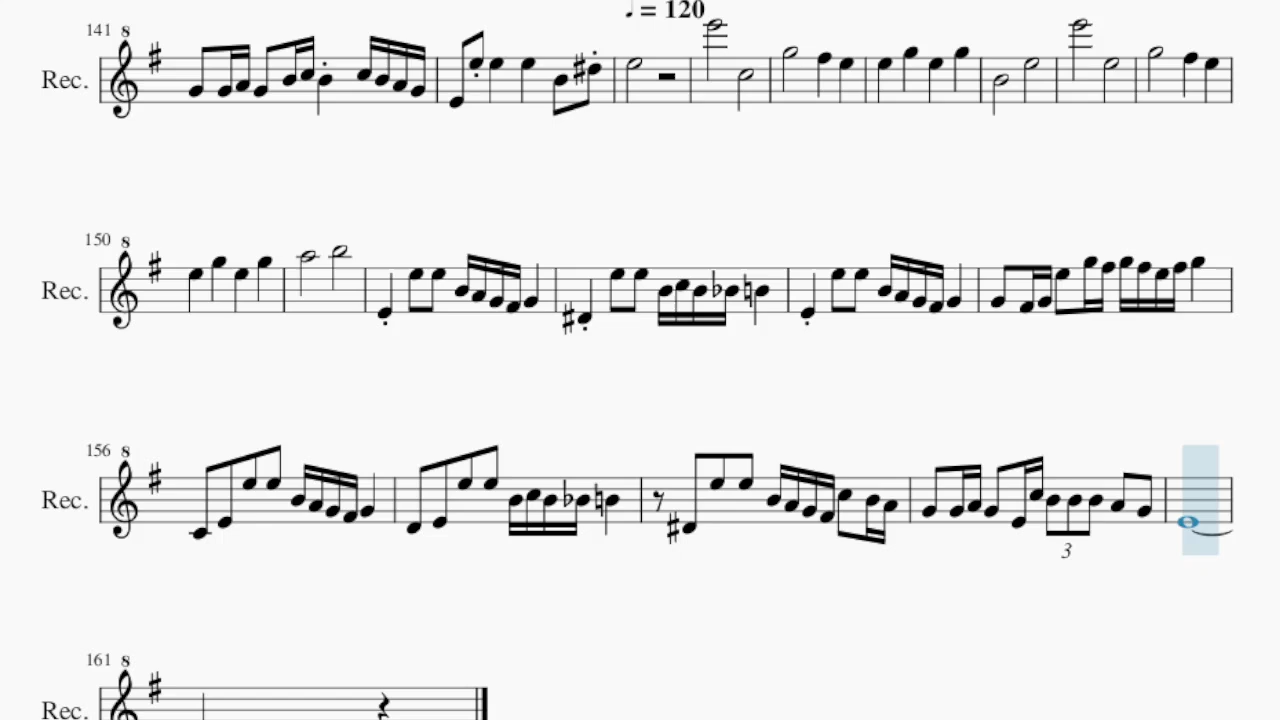 ♩ = 120
141 8
Rec.
150 8
Rec.
156 8
Rec.
3
161 8
Rec.